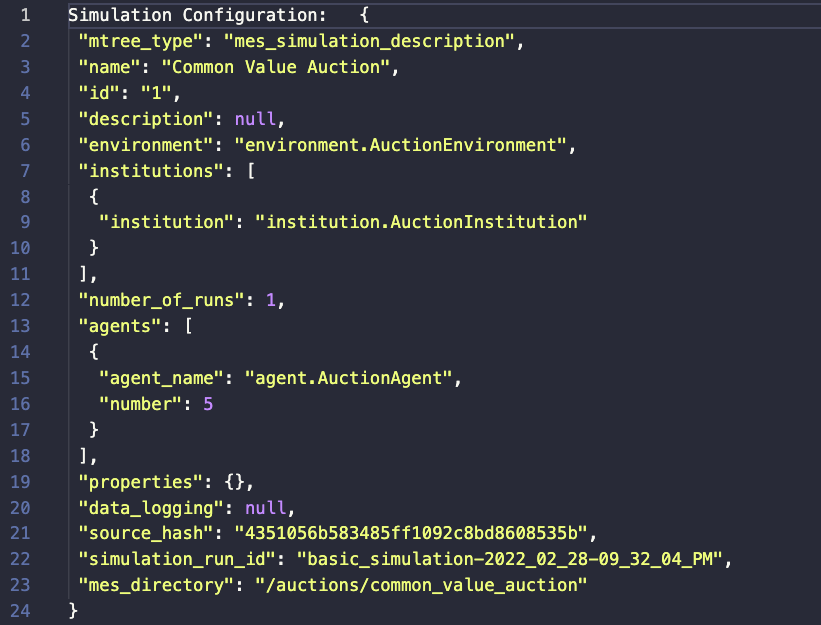 1 Simulation Configuration:   {
2 "mtree_type": "mes_simulation_description",
3 "name": "Common Value Auction",
4 "id": "1",
5 "description": null,
6 "environment": "environment.AuctionEnvironment",
7 "institutions": [
8 {
9 "institution": "institution.AuctionInstitution"
10 }
11 ],
12 "number_of_runs": 1,
13 "agents": [
14 {
15 "agent_name": "agent.AuctionAgent",
16 "number": 5
17 }
18 ],
19 "properties": {},
20 "data_logging": null,
21 "source_hash": "4351056b583485ff1092c8bd8608535b",
22 "simulation_run_id": "basic_simulation-2022_02_28-09_32_04_PM",
23 "mes_directory": "/auctions/common_value_auction"
24 }